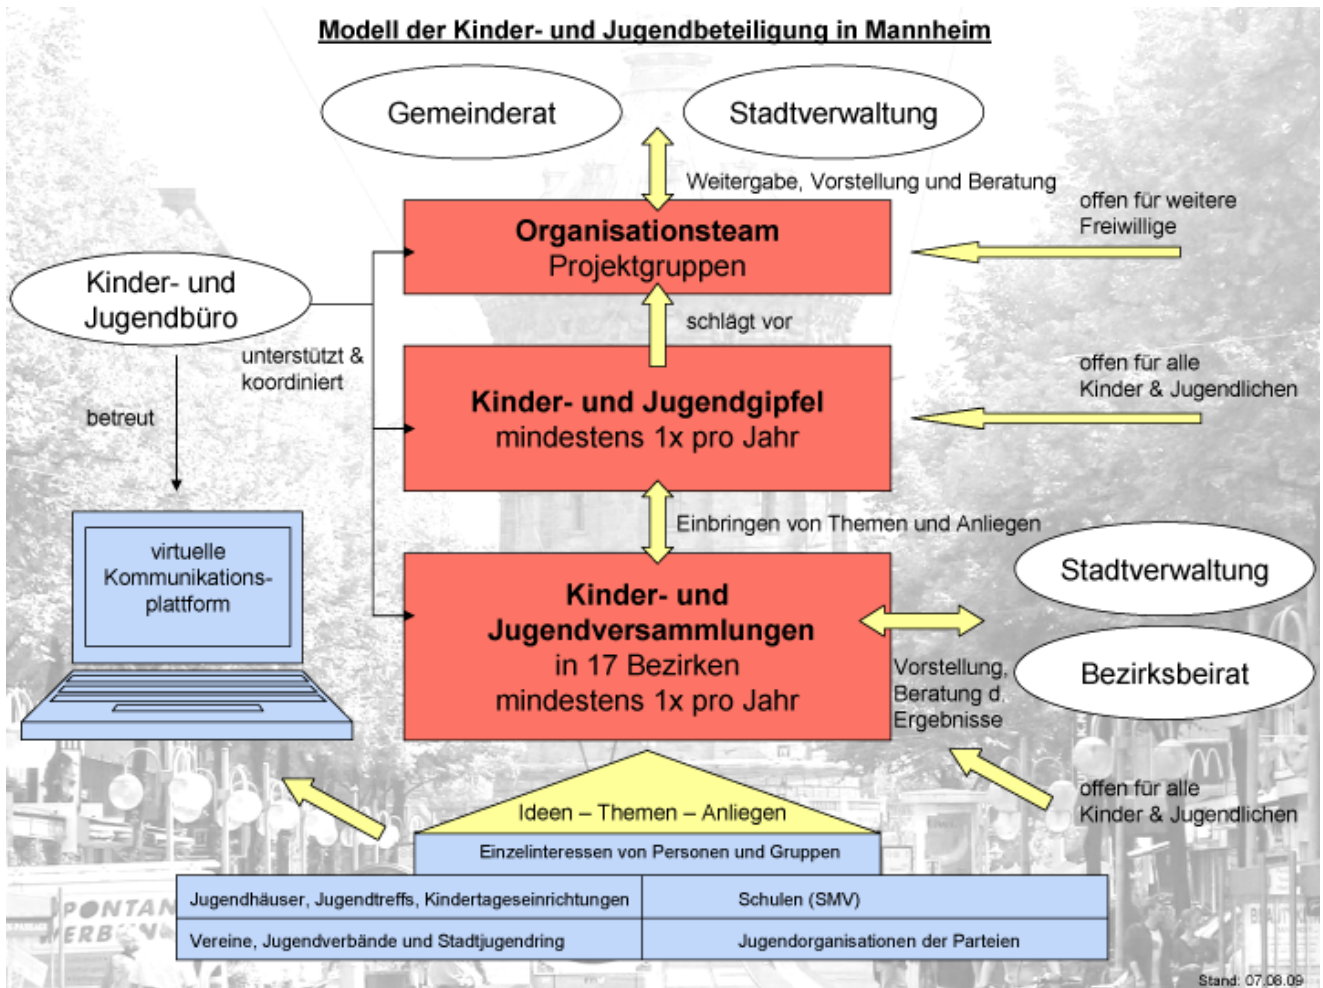 Modell der Kinder- und Jugendbeteiligung in Mannheim
Gemeinderat
Stadtverwaltung
Weitergabe, Vorstellung und Beratung
Organisationsteam
Projektgruppen
offen für weitere
Freiwillige
Kinder- und
Jugendbüro
schlägt vor
unterstützt &
koordiniert
betreut
Kinder- und Jugendgipfel
mindestens 1x pro Jahr
offen für alle
Kinder & Jugendlichen
Einbringen von Themen und Anliegen
virtuelle
Kommunikations-
plattform
Kinder- und
Jugendversammlungen
in 17 Bezirken
mindestens 1x pro Jahr
Stadtverwaltung
Bezirksbeirat
Vorstellung,
Beratung d.
Ergebnisse
offen für alle
Kinder & Jugendlichen
Ideen – Themen – Anliegen
Einzelinteressen von Personen und Gruppen
Jugendhäuser, Jugendtreffs, Kindertageseinrichtungen
Schulen (SMV)
Vereine, Jugendverbände und Stadtjugendring
Jugendorganisationen der Parteien
PONTAN
Stand: 07.08.09